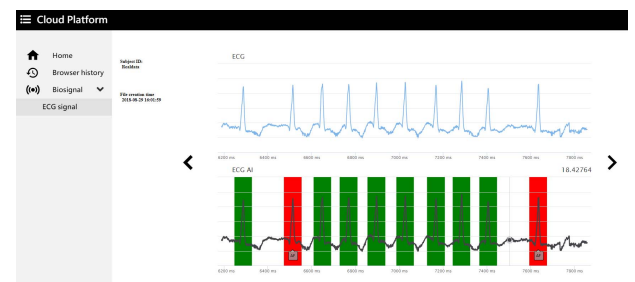 Cloud Platform
Home
Browser history
Biosignal
ECG signal
Subject ID:
File creation time
2018-08-29 16:01:59
ECG
6200 ms 6400 ms 6600 ms 6800 ms 7000 ms 7200 ms 7400 ms 7600 ms 7800 ms
ECG AI 18.42764
AF AF
6200 ms 6400 ms 6600 ms 6800 ms 7000 ms 7200 ms 7400 ms 7600 ms 7800 ms